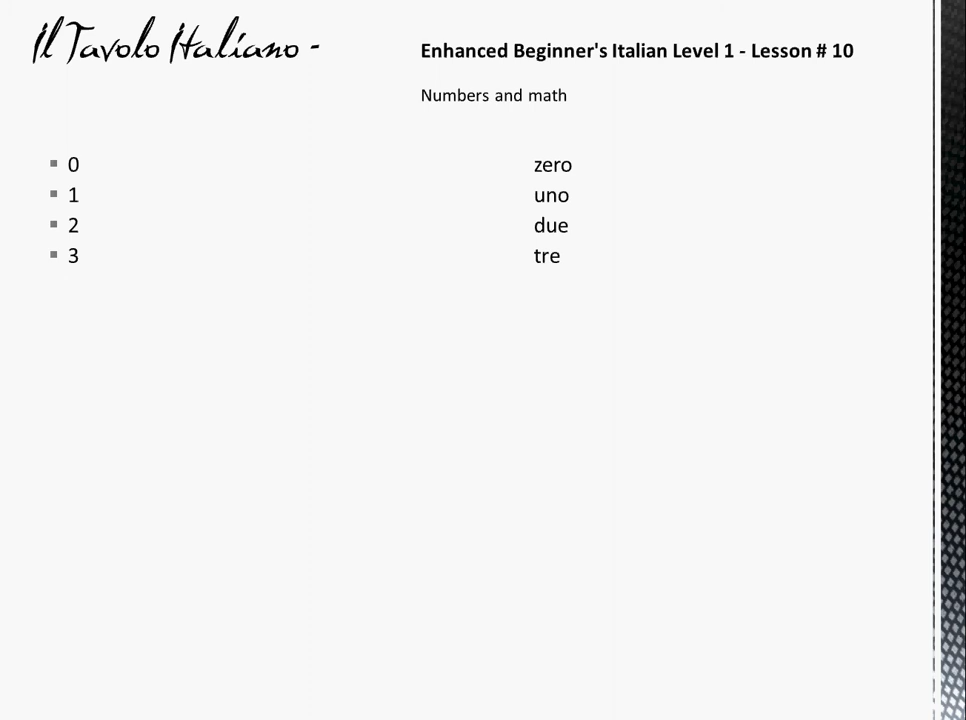 Il Tavolo Italiano -
Enhanced Beginner's Italian Level 1 - Lesson # 10
Numbers and math
0 zero
1 uno
2 due
3 tre